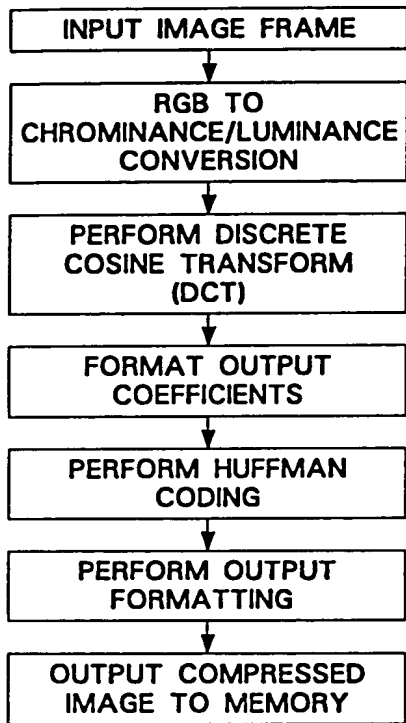 INPUT IMAGE FRAME
RGB TO
CHROMINANCE/LUMINANCE
CONVERSION
PERFORM DISCRETE
COSINE TRANSFORM
(DCT)
FORMAT OUTPUT
COEFFICIENTS
PERFORM HUFFMAN
CODING
PERFORM OUTPUT
FORMATTING
OUTPUT COMPRESSED
IMAGE TO MEMORY